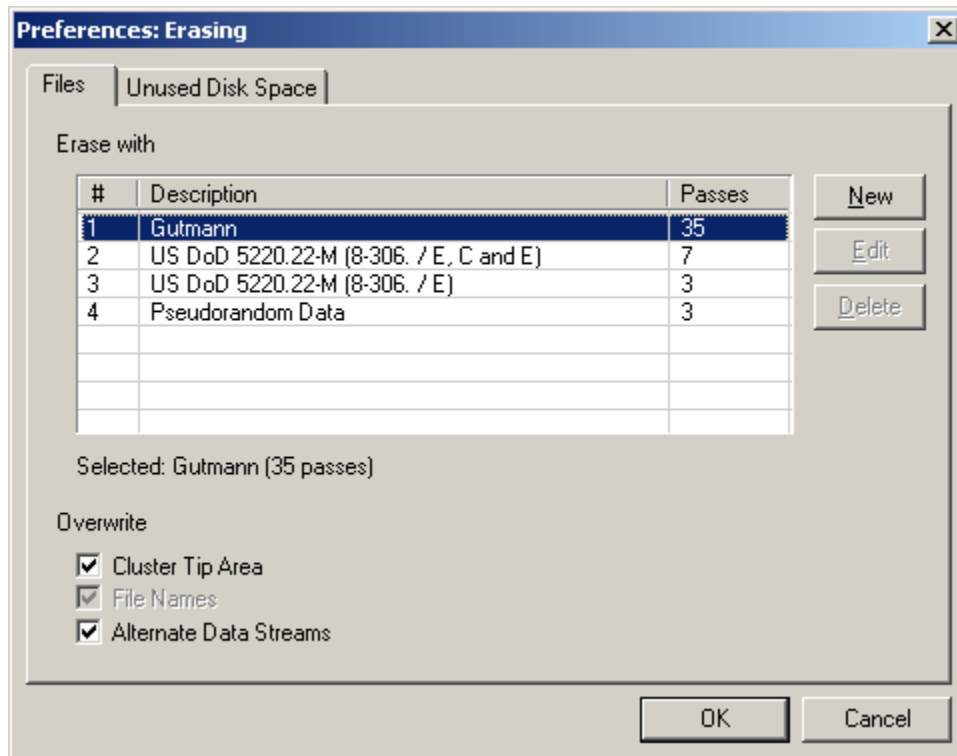 Preferences: Erasing
Files Unused Disk Space
Erase with
# Description Passes
1 Gutmann 35
2 US DoD 5220.22-M (8-306. / E, C and E) 7
3 US DoD 5220.22-M (8-306. / E) 3
4 Pseudorandom Data 3
New
Edit
Delete
Selected: Gutmann (35 passes)
Overwrite
Cluster Tip Area
File Names
Alternate Data Streams
OK Cancel